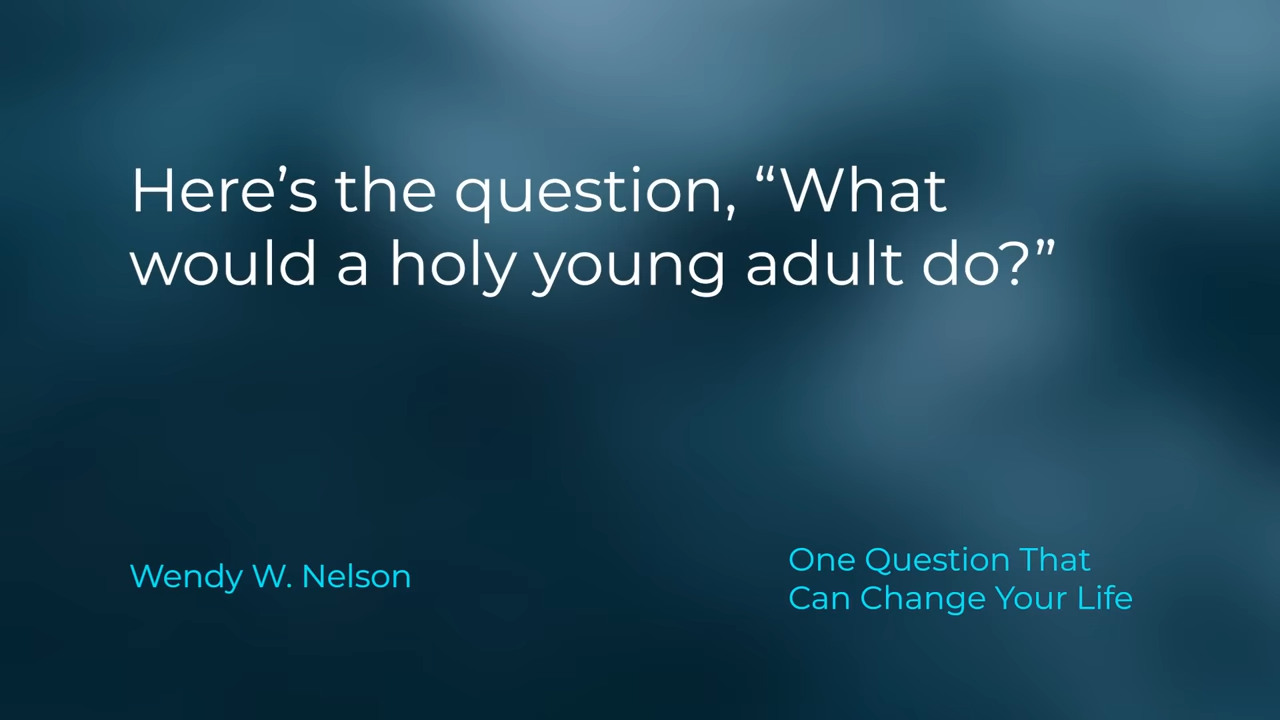 Here’s the question, “What
would a holy young adult do?”
Wendy W. Nelson
One Question That
Can Change Your Life